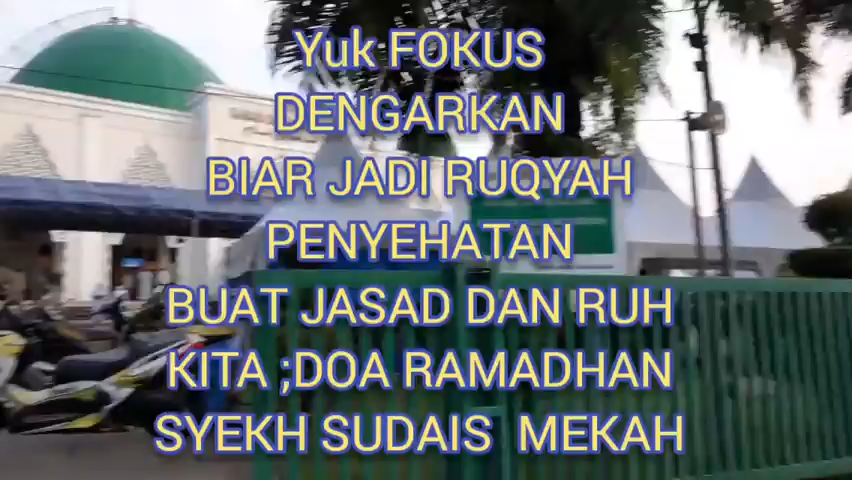 Yuk FOKUS
DENGARKAN
BIAR JADI RUQYAH
PENYEHATAN
BUAT JASAD DAN RUH
KITA ;DOA RAMADHAN
SYEKH SUDAIS MEKAH